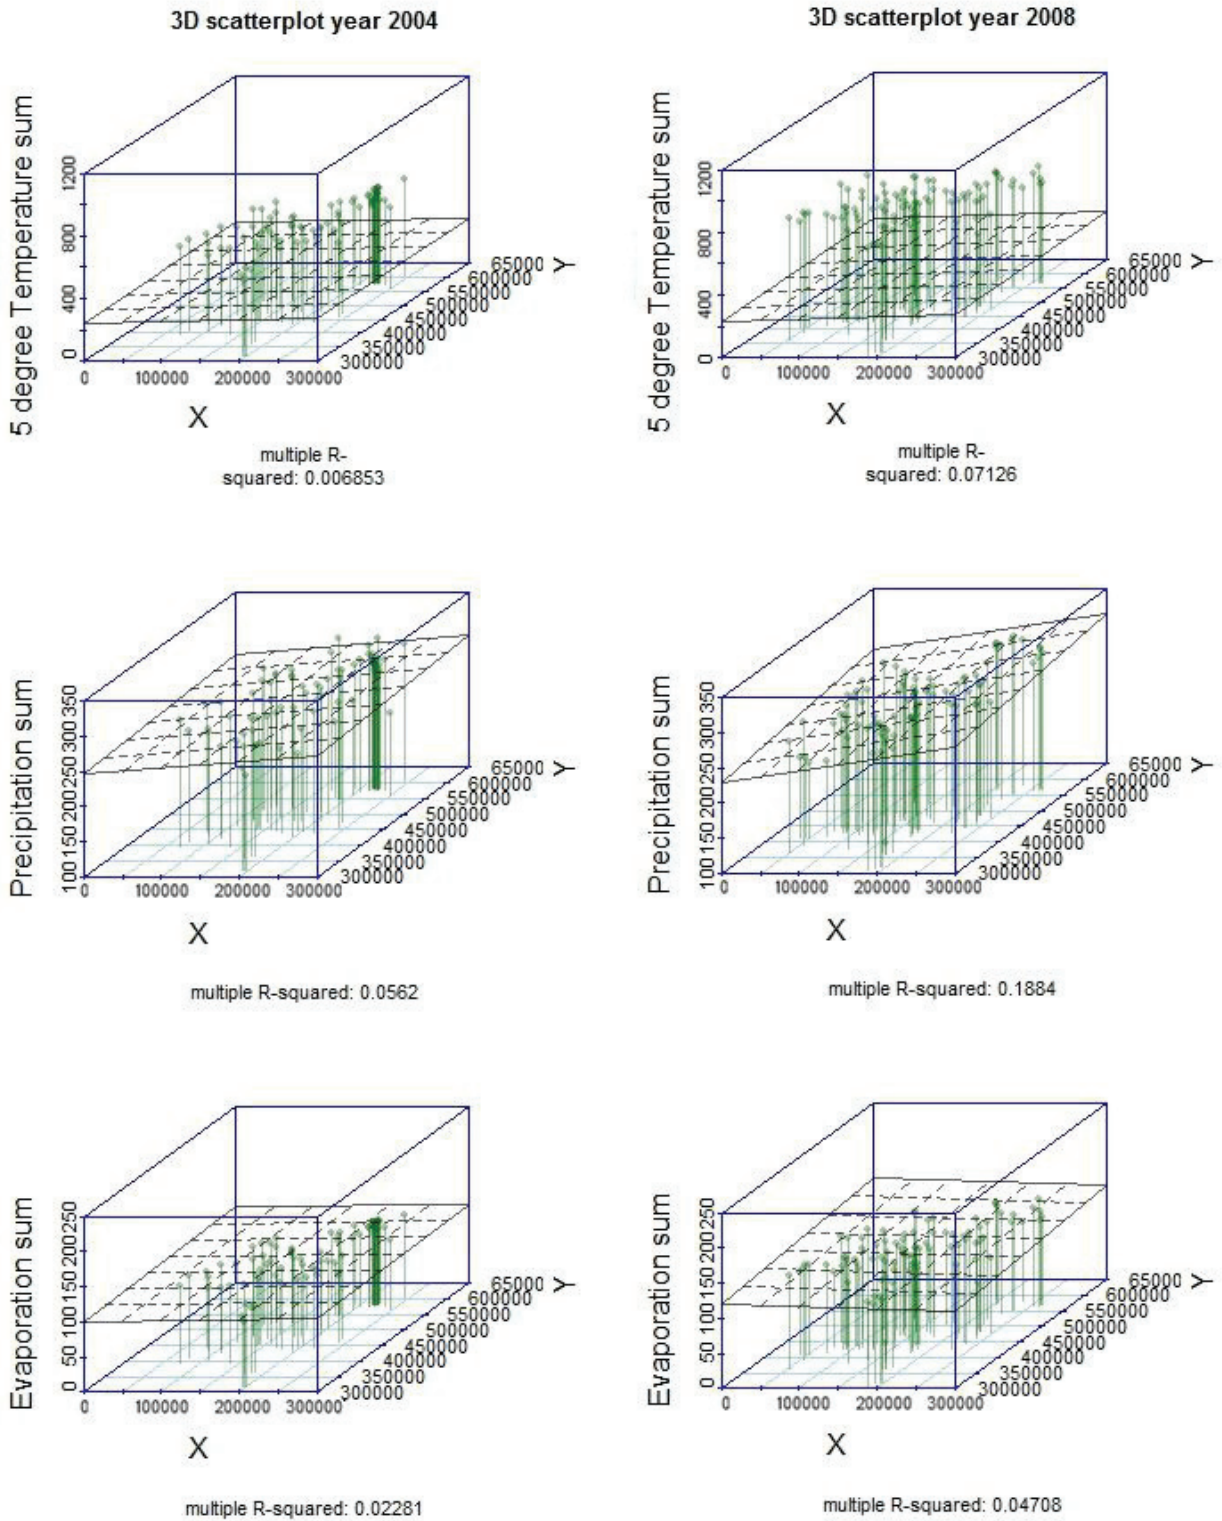 3D scatterplot year 2004
3D scatterplot year 2008
5 degree Temperature sum
0 400 800 1200
0 100000 200000 300000
X
300000 350000 400000 450000 500000 550000 600000 65000
Y
multiple R-
squared: 0.006853
5 degree Temperature sum
0 400 800 1200
0 100000 200000 300000
X
300000 350000 400000 450000 500000 550000 600000 65000
Y
multiple R-
squared: 0.07126
Precipitation sum
100 150 200 250 300 350
0 100000 200000 300000
X
300000 350000 400000 450000 500000 550000 600000 65000
Y
multiple R-squared: 0.0562
Precipitation sum
100 150 200 250 300 350
0 100000 200000 300000
X
300000 350000 400000 450000 500000 550000 600000 65000
Y
multiple R-squared: 0.1884
Evaporation sum
0 50 100 150 200 250
0 100000 200000 300000
X
300000 350000 400000 450000 500000 550000 600000 65000
Y
multiple R-squared: 0.02281
Evaporation sum
0 50 100 150 200 250
0 100000 200000 300000
X
300000 350000 400000 450000 500000 550000 600000 65000
Y
multiple R-squared: 0.04708